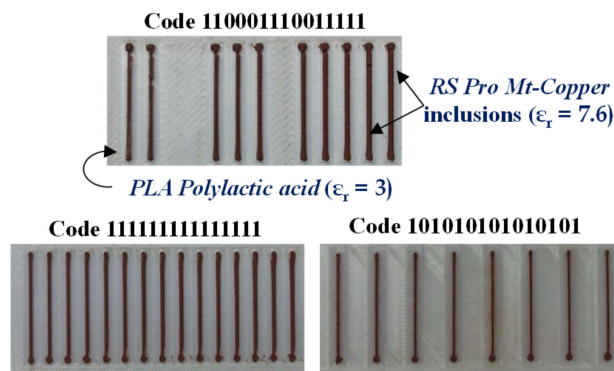 Code 110001110011111
RS Pro Mt-Copper
inclusions (εr = 7.6)
PLA Polylactic acid (εr = 3)
Code 111111111111111
Code 101010101010101